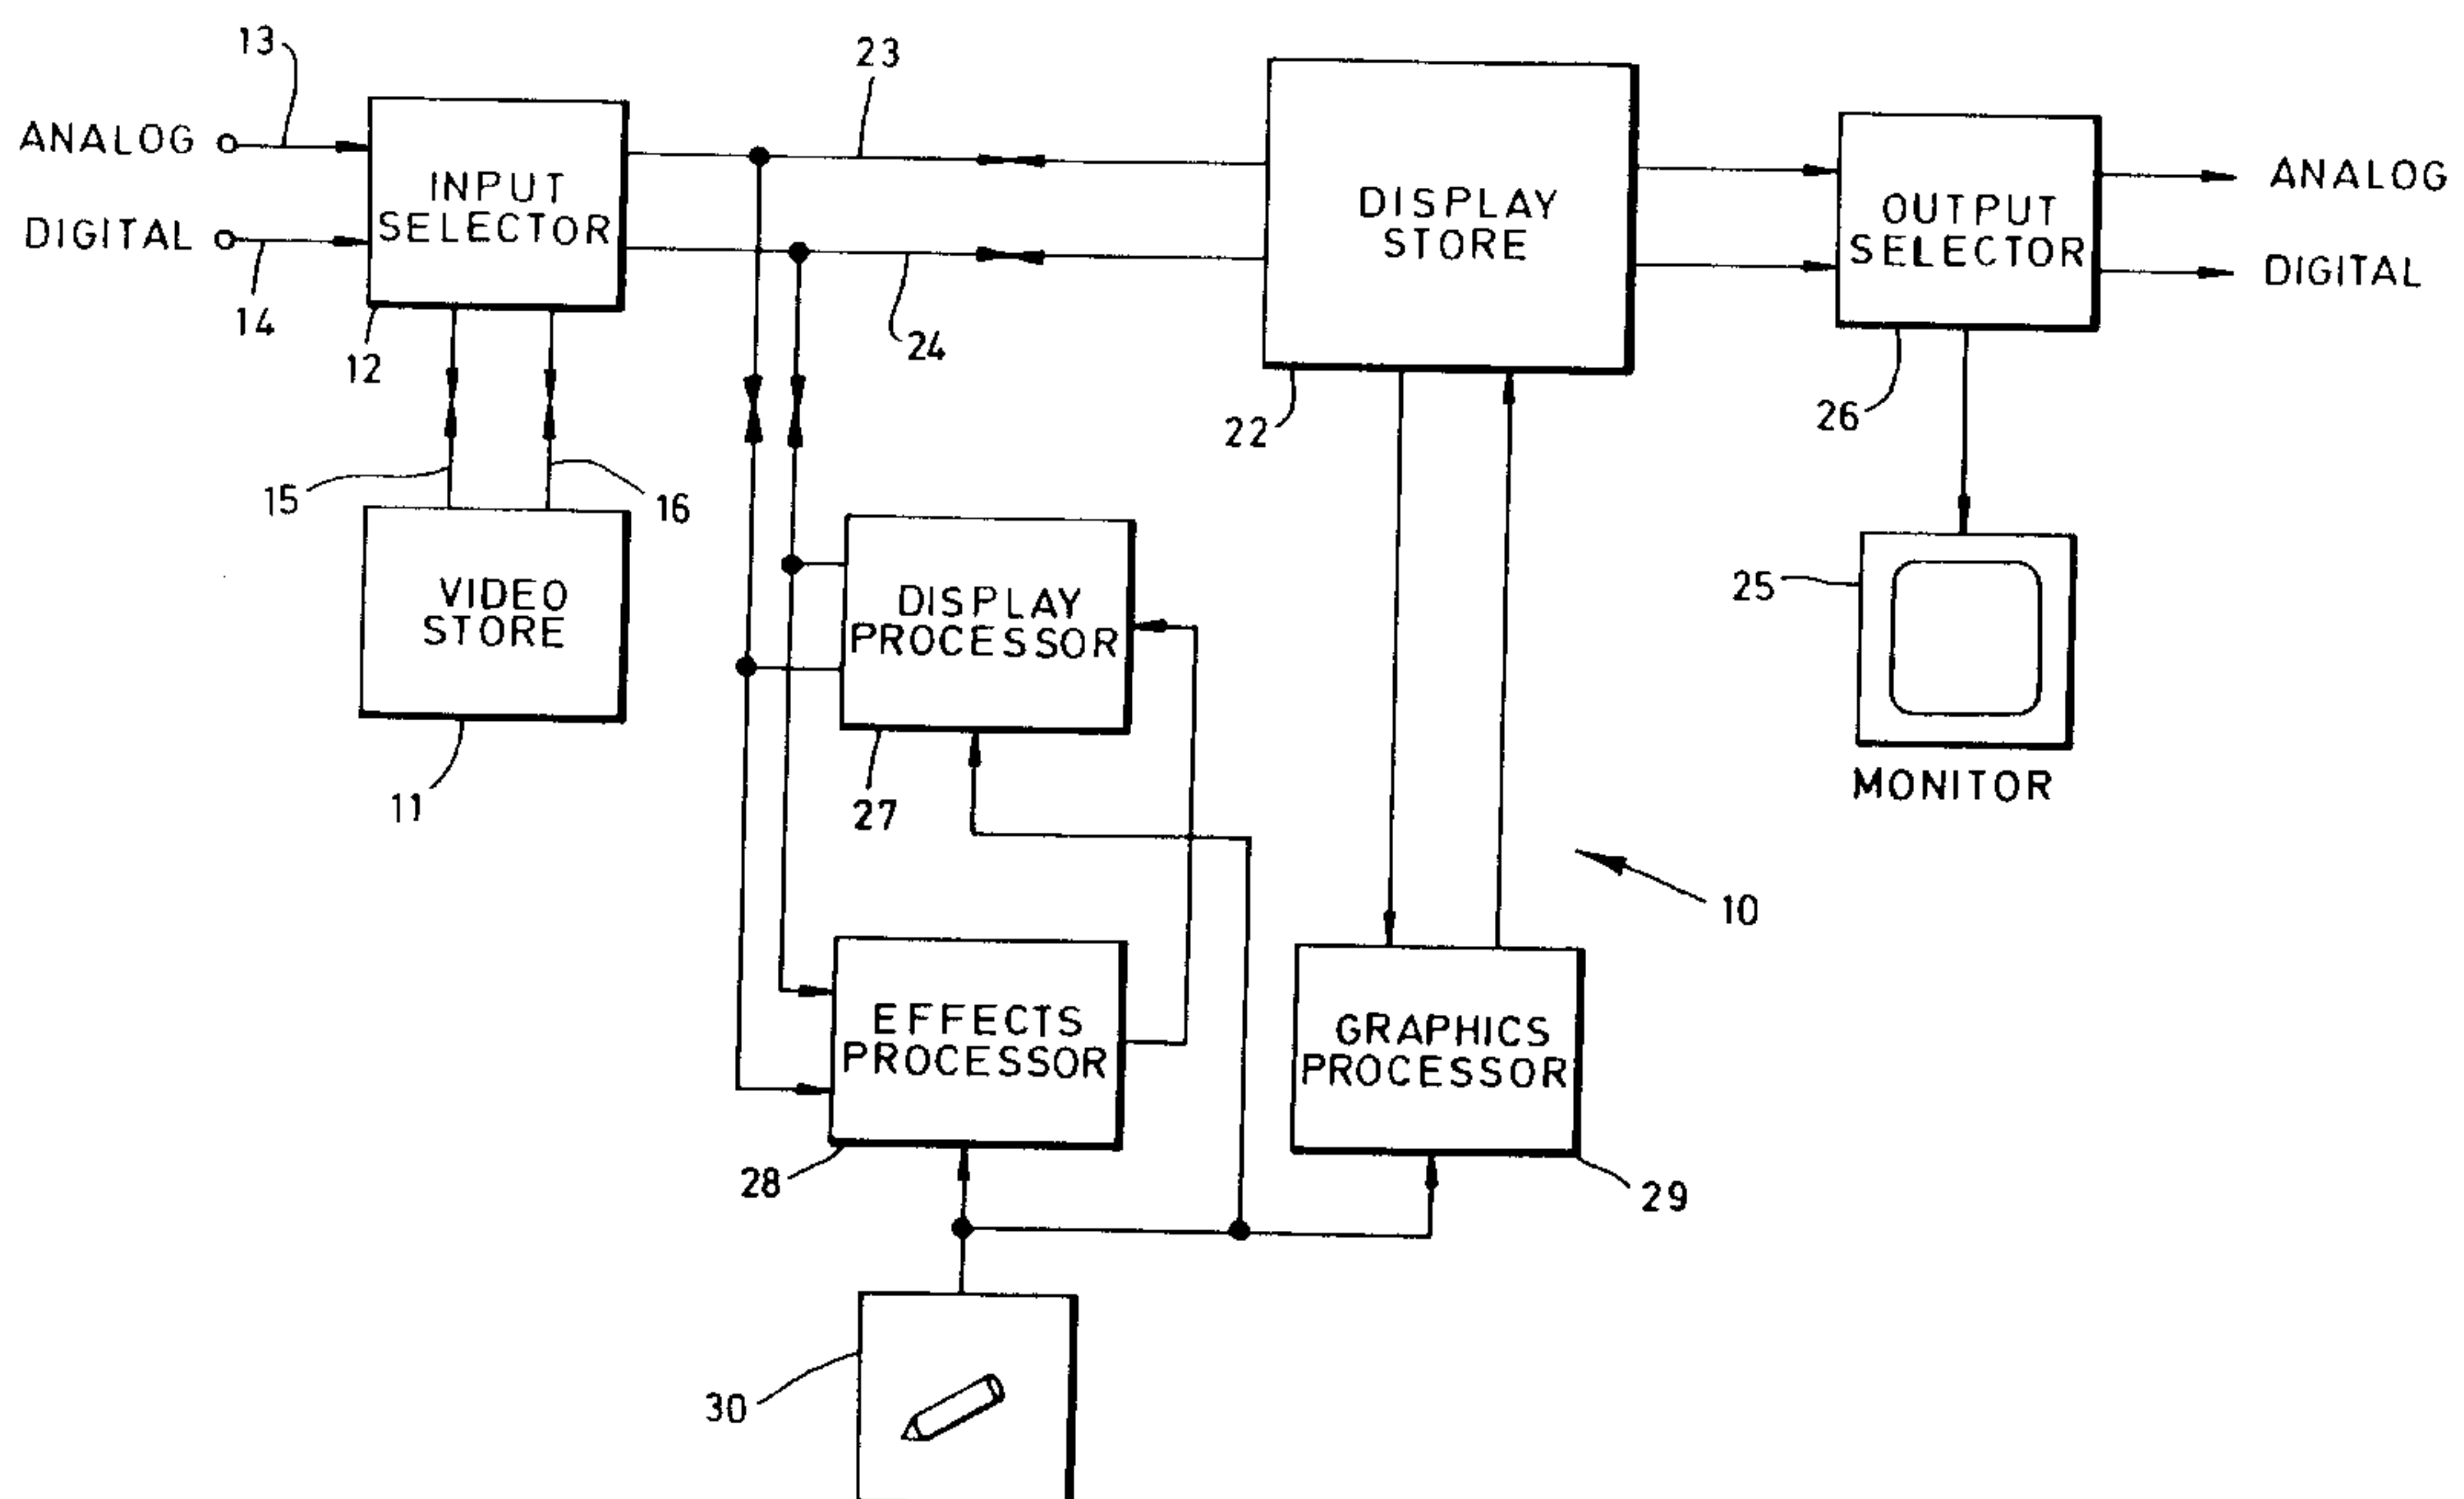 13
23
ANALOG
INPUT
SELECTOR
DISPLAY
STORE
OUTPUT
SELECTOR
ANALOG
DIGITAL
DIGITAL
14
12
24
22
26
15
16
VIDEO
STORE
DISPLAY
PROCESSOR
25
MONITOR
11
27
10
EFFECTS
PROCESSOR
GRAPHICS
PROCESSOR
28
29
30